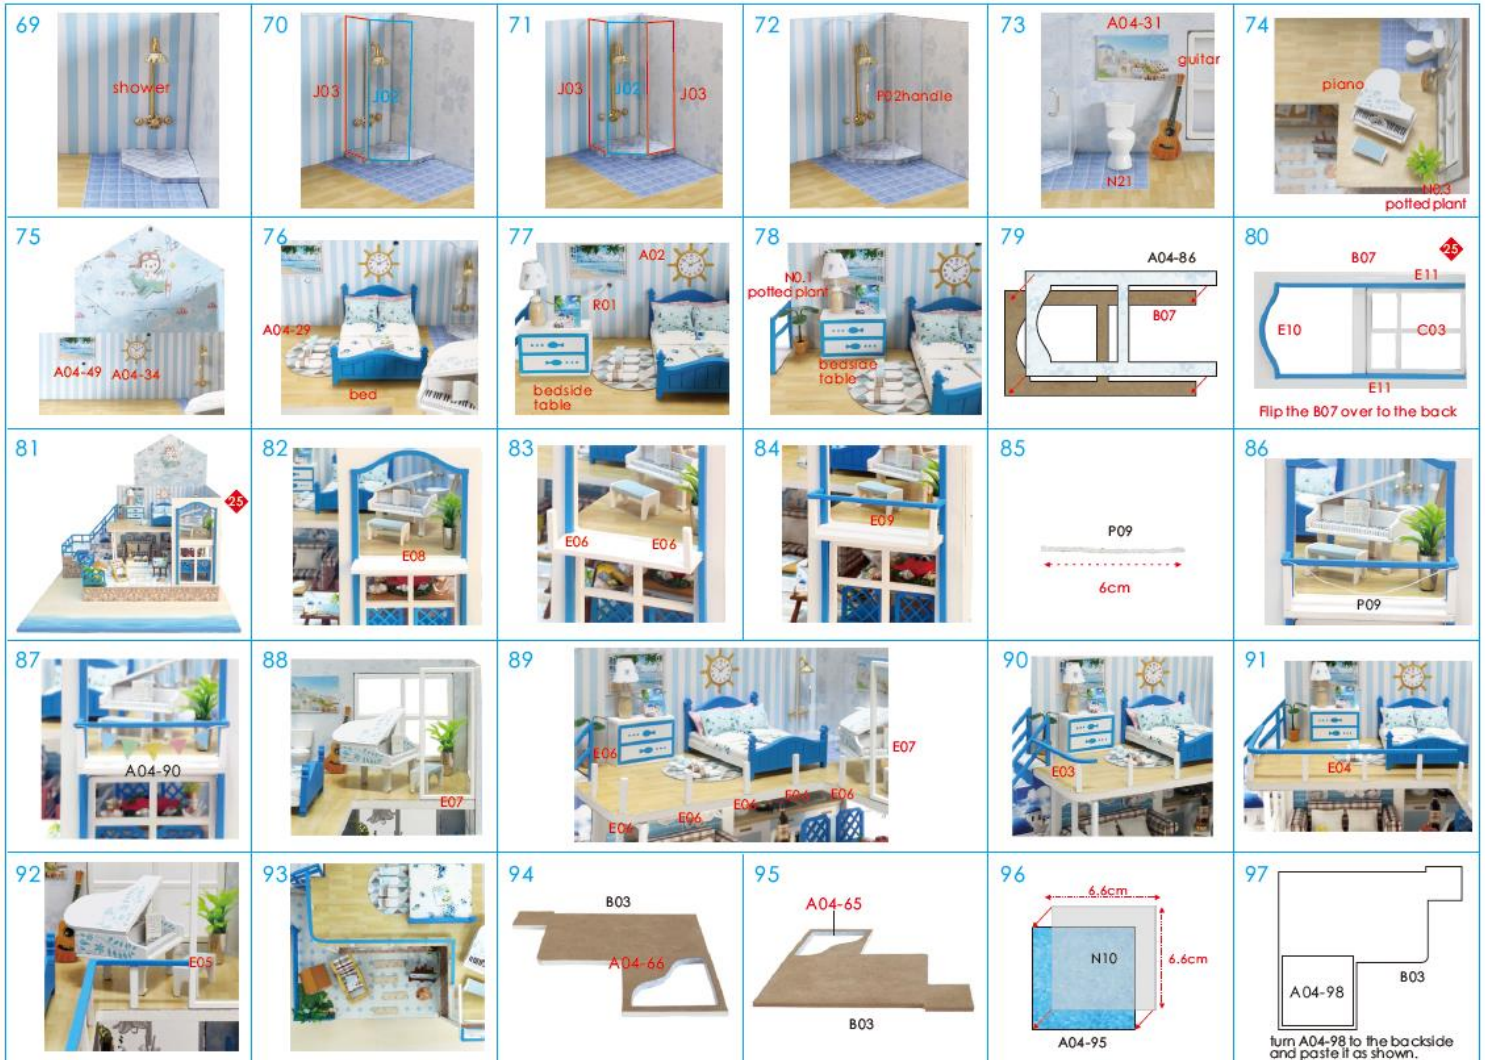 69
shower
70
J03
J02
71
J03
J02
J03
72
P02handle
73
A04-31
guitar
N21
74
piano
N0.3
potted plant
75
A04-49
A04-34
76
A04-29
bed
77
A02
R01
bedside
table
78
N0.1
potted plant
bedside
table
79
A04-86
B07
80
25
B07
E11
E10
C03
E11
Flip the B07 over to the back
81
25
82
E08
83
E06
E06
84
E09
85
P09
6cm
86
P09
87
A04-90
88
E07
89
E06
E07
E06
E06
E06
E06
E06
90
E03
91
E04
92
E05
93
94
B03
A04-66
95
A04-65
B03
96
6.6cm
N10
6.6cm
A04-95
97
B03
A04-98
turn A04-98 to the backside
and paste it as shown.